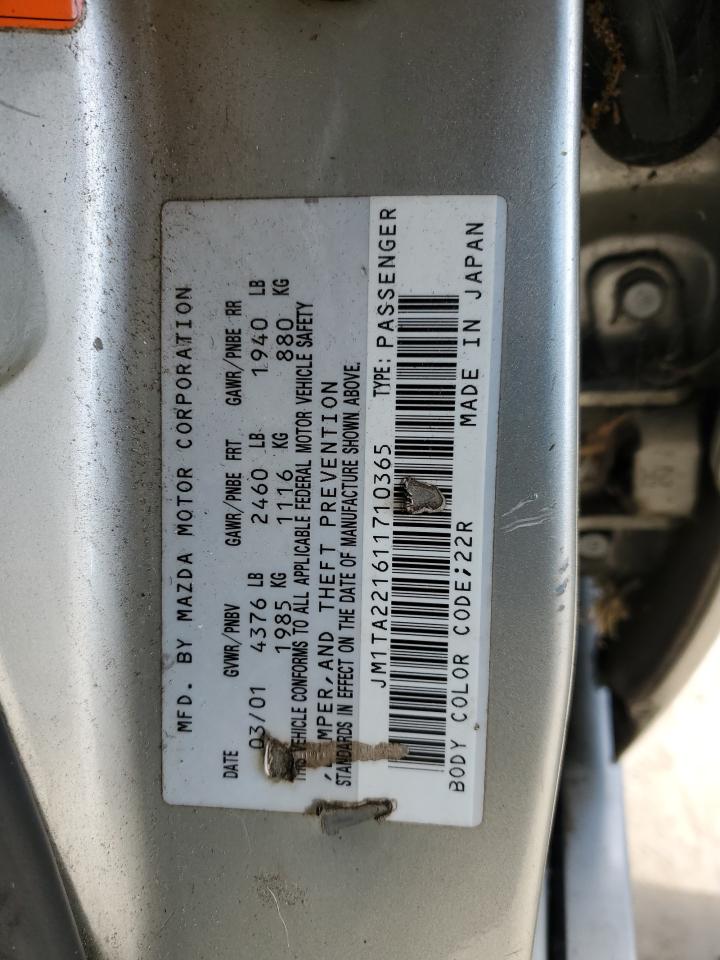 MFD. BY MAZDA MOTOR CORPORATION
DATE GVWR/PNBV GAWR/PNBE FRT GAWR/PNBE RR
03/01 4376 LB 2460 LB 1940 LB
1985 KG 1116 KG 880 KG
THIS VEHICLE CONFORMS TO ALL APPLICABLE FEDERAL MOTOR VEHICLE SAFETY
MPER, AND THEFT PREVENTION
STANDARDS IN EFFECT ON THE DATE OF MANUFACTURE SHOWN ABOVE.
JM1TA221611710365 TYPE: PASSENGER
BODY COLOR CODE;22R MADE IN JAPAN